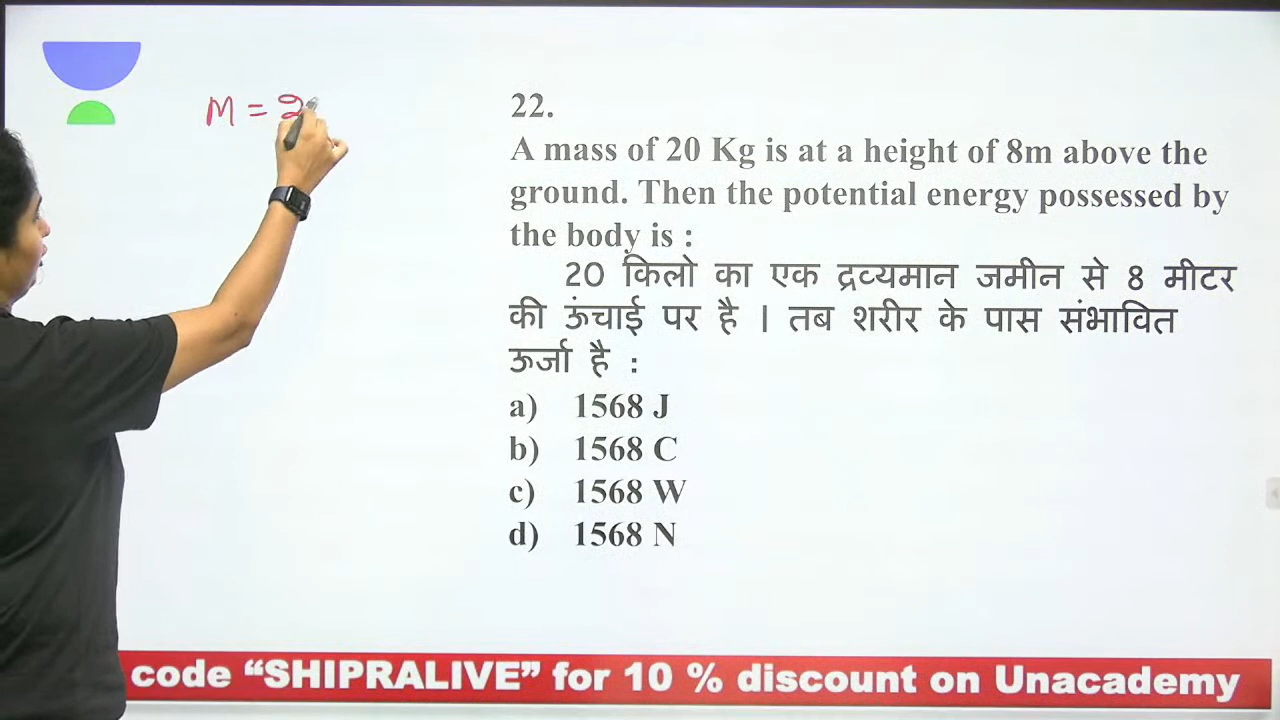 M = 2
22.
A mass of 20 Kg is at a height of 8m above the
ground. Then the potential energy possessed by
the body is :
20 किलो का एक द्रव्यमान जमीन से 8 मीटर
की ऊंचाई पर है । तब शरीर के पास संभावित
ऊर्जा है :
a) 1568 J
b) 1568 C
c) 1568 W
d) 1568 N
code “SHIPRALIVE” for 10 % discount on Unacademy